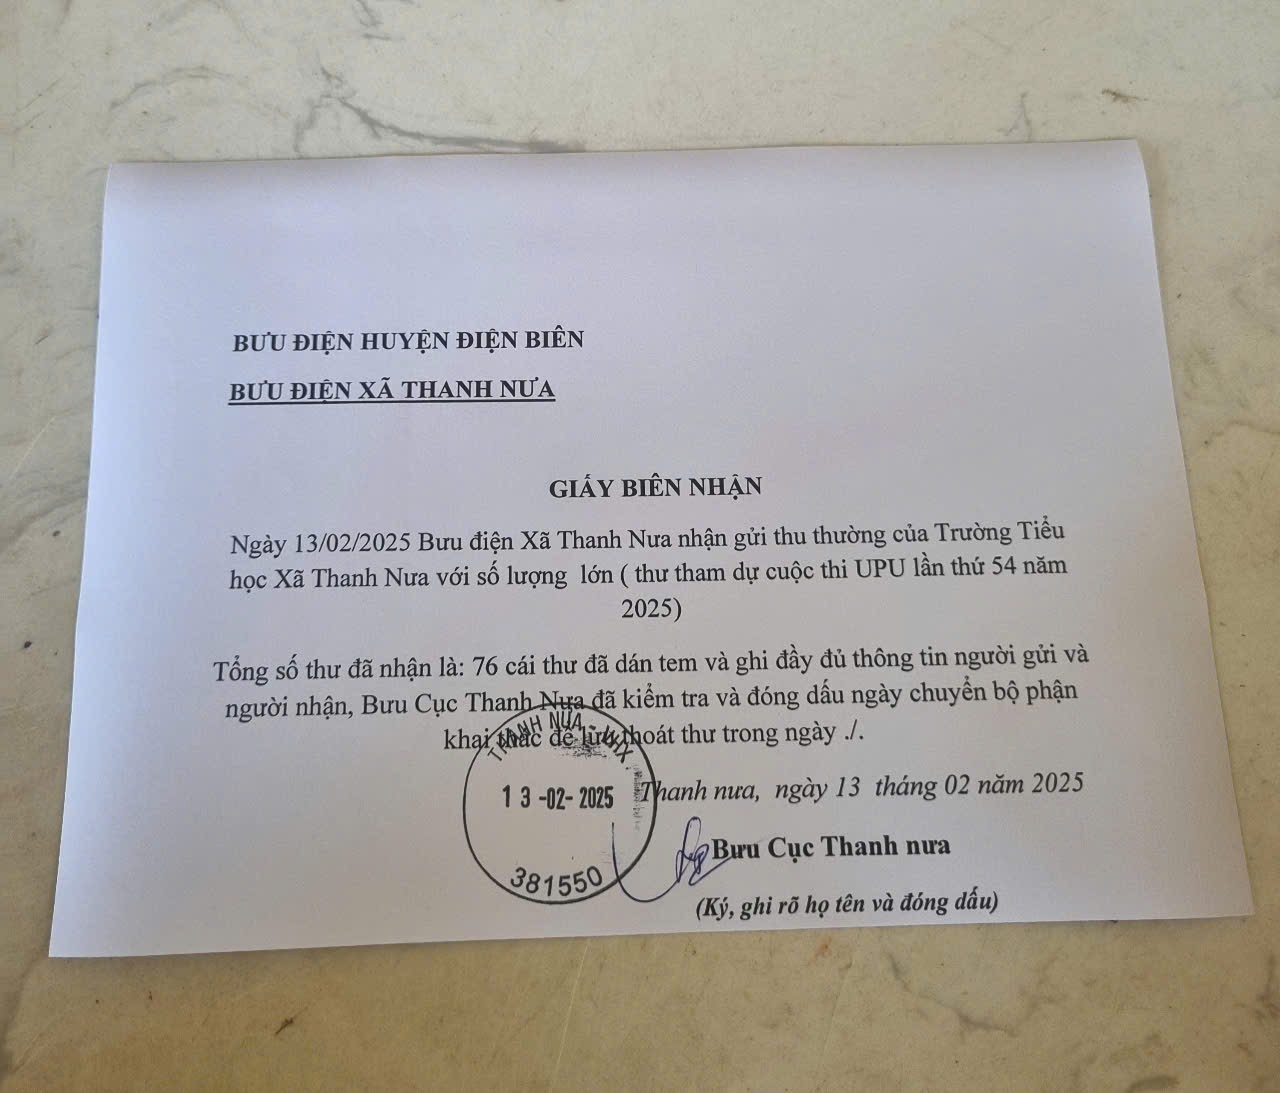 BƯU ĐIỆN HUYỆN ĐIỆN BIÊN
BƯU ĐIỆN XÃ THANH NƯA
GIẤY BIÊN NHẬN
Ngày 13/02/2025 Bưu điện Xã Thanh Nưa nhận gửi thu thường của Trường Tiểu
học Xã Thanh Nưa với số lượng lớn ( thư tham dự cuộc thi UPU lần thứ 54 năm
2025)
Tổng số thư đã nhận là: 76 cái thư đã dán tem và ghi đầy đủ thông tin người gửi và
người nhận, Bưu Cục Thanh Nưa đã kiểm tra và đóng dấu ngày chuyển bộ phận
khai thác để lưu thoát thư trong ngày ./.
THANH NƯA
13-02-2025
381550
Thanh nưa, ngày 13 tháng 02 năm 2025
Bưu Cục Thanh nưa
(Ký, ghi rõ họ tên và đóng dấu)